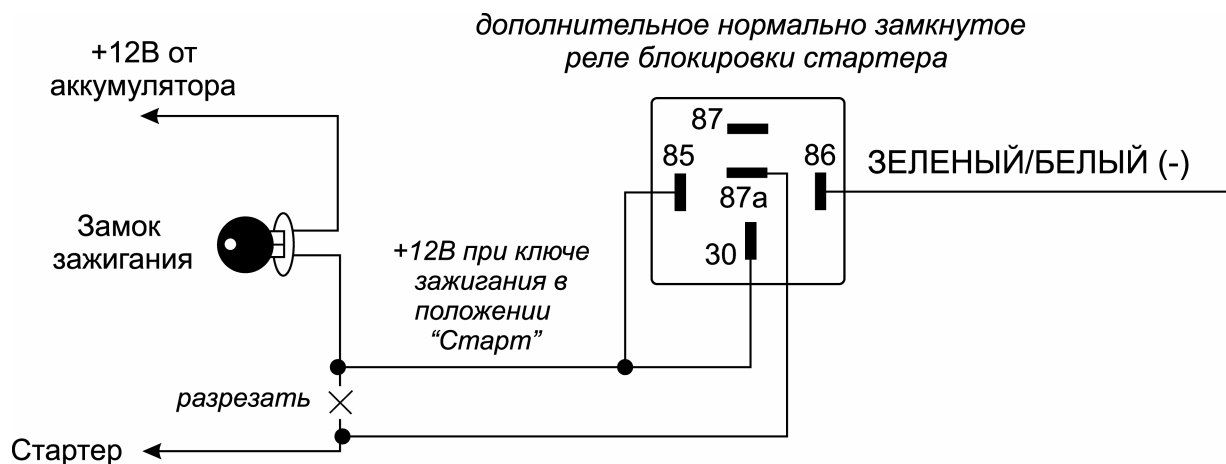 дополнительное нормально замкнутое
реле блокировки стартера
+12В от
аккумулятора
87
85
86
ЗЕЛЕНЫЙ/БЕЛЫЙ (-)
87а
30
Замок
зажигания
+12В при ключе
зажигания в
положении
“Старт”
разрезать
Стартер